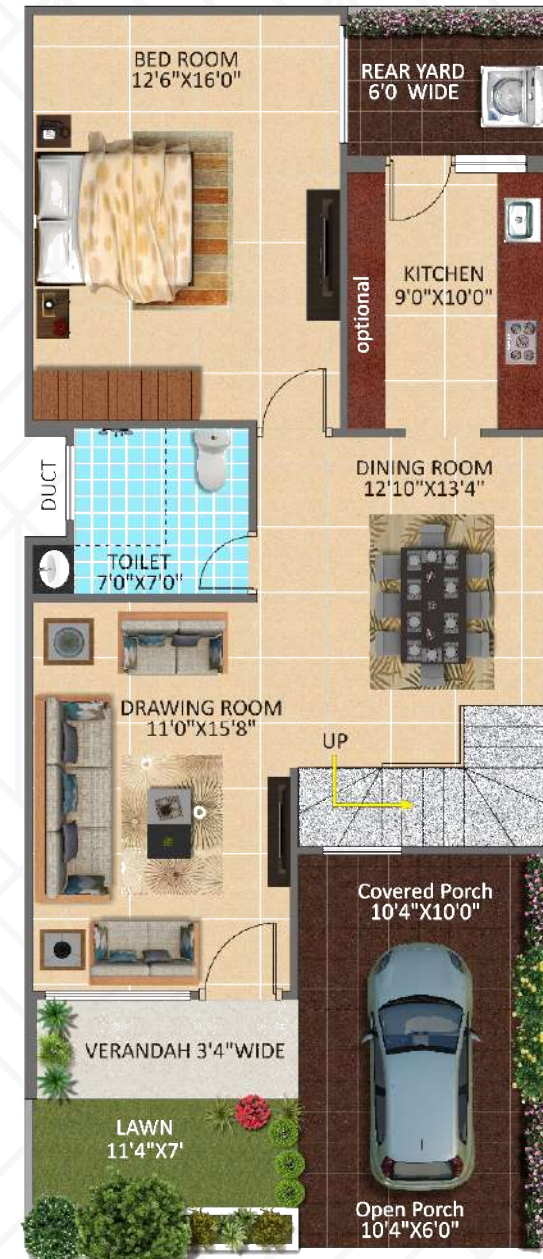 BED ROOM
12'6"X16'0"
REAR YARD
6'0 WIDE
KITCHEN
9'0"X10'0"
optional
DINING ROOM
12'10"X13'4"
DUCT
TOILET
7'0"X7'0"
DRAWING ROOM
11'0"X15'8"
UP
Covered Porch
10'4"X10'0"
VERANDAH 3'4"WIDE
LAWN
11'4"X7'
Open Porch
10'4"X6'0"